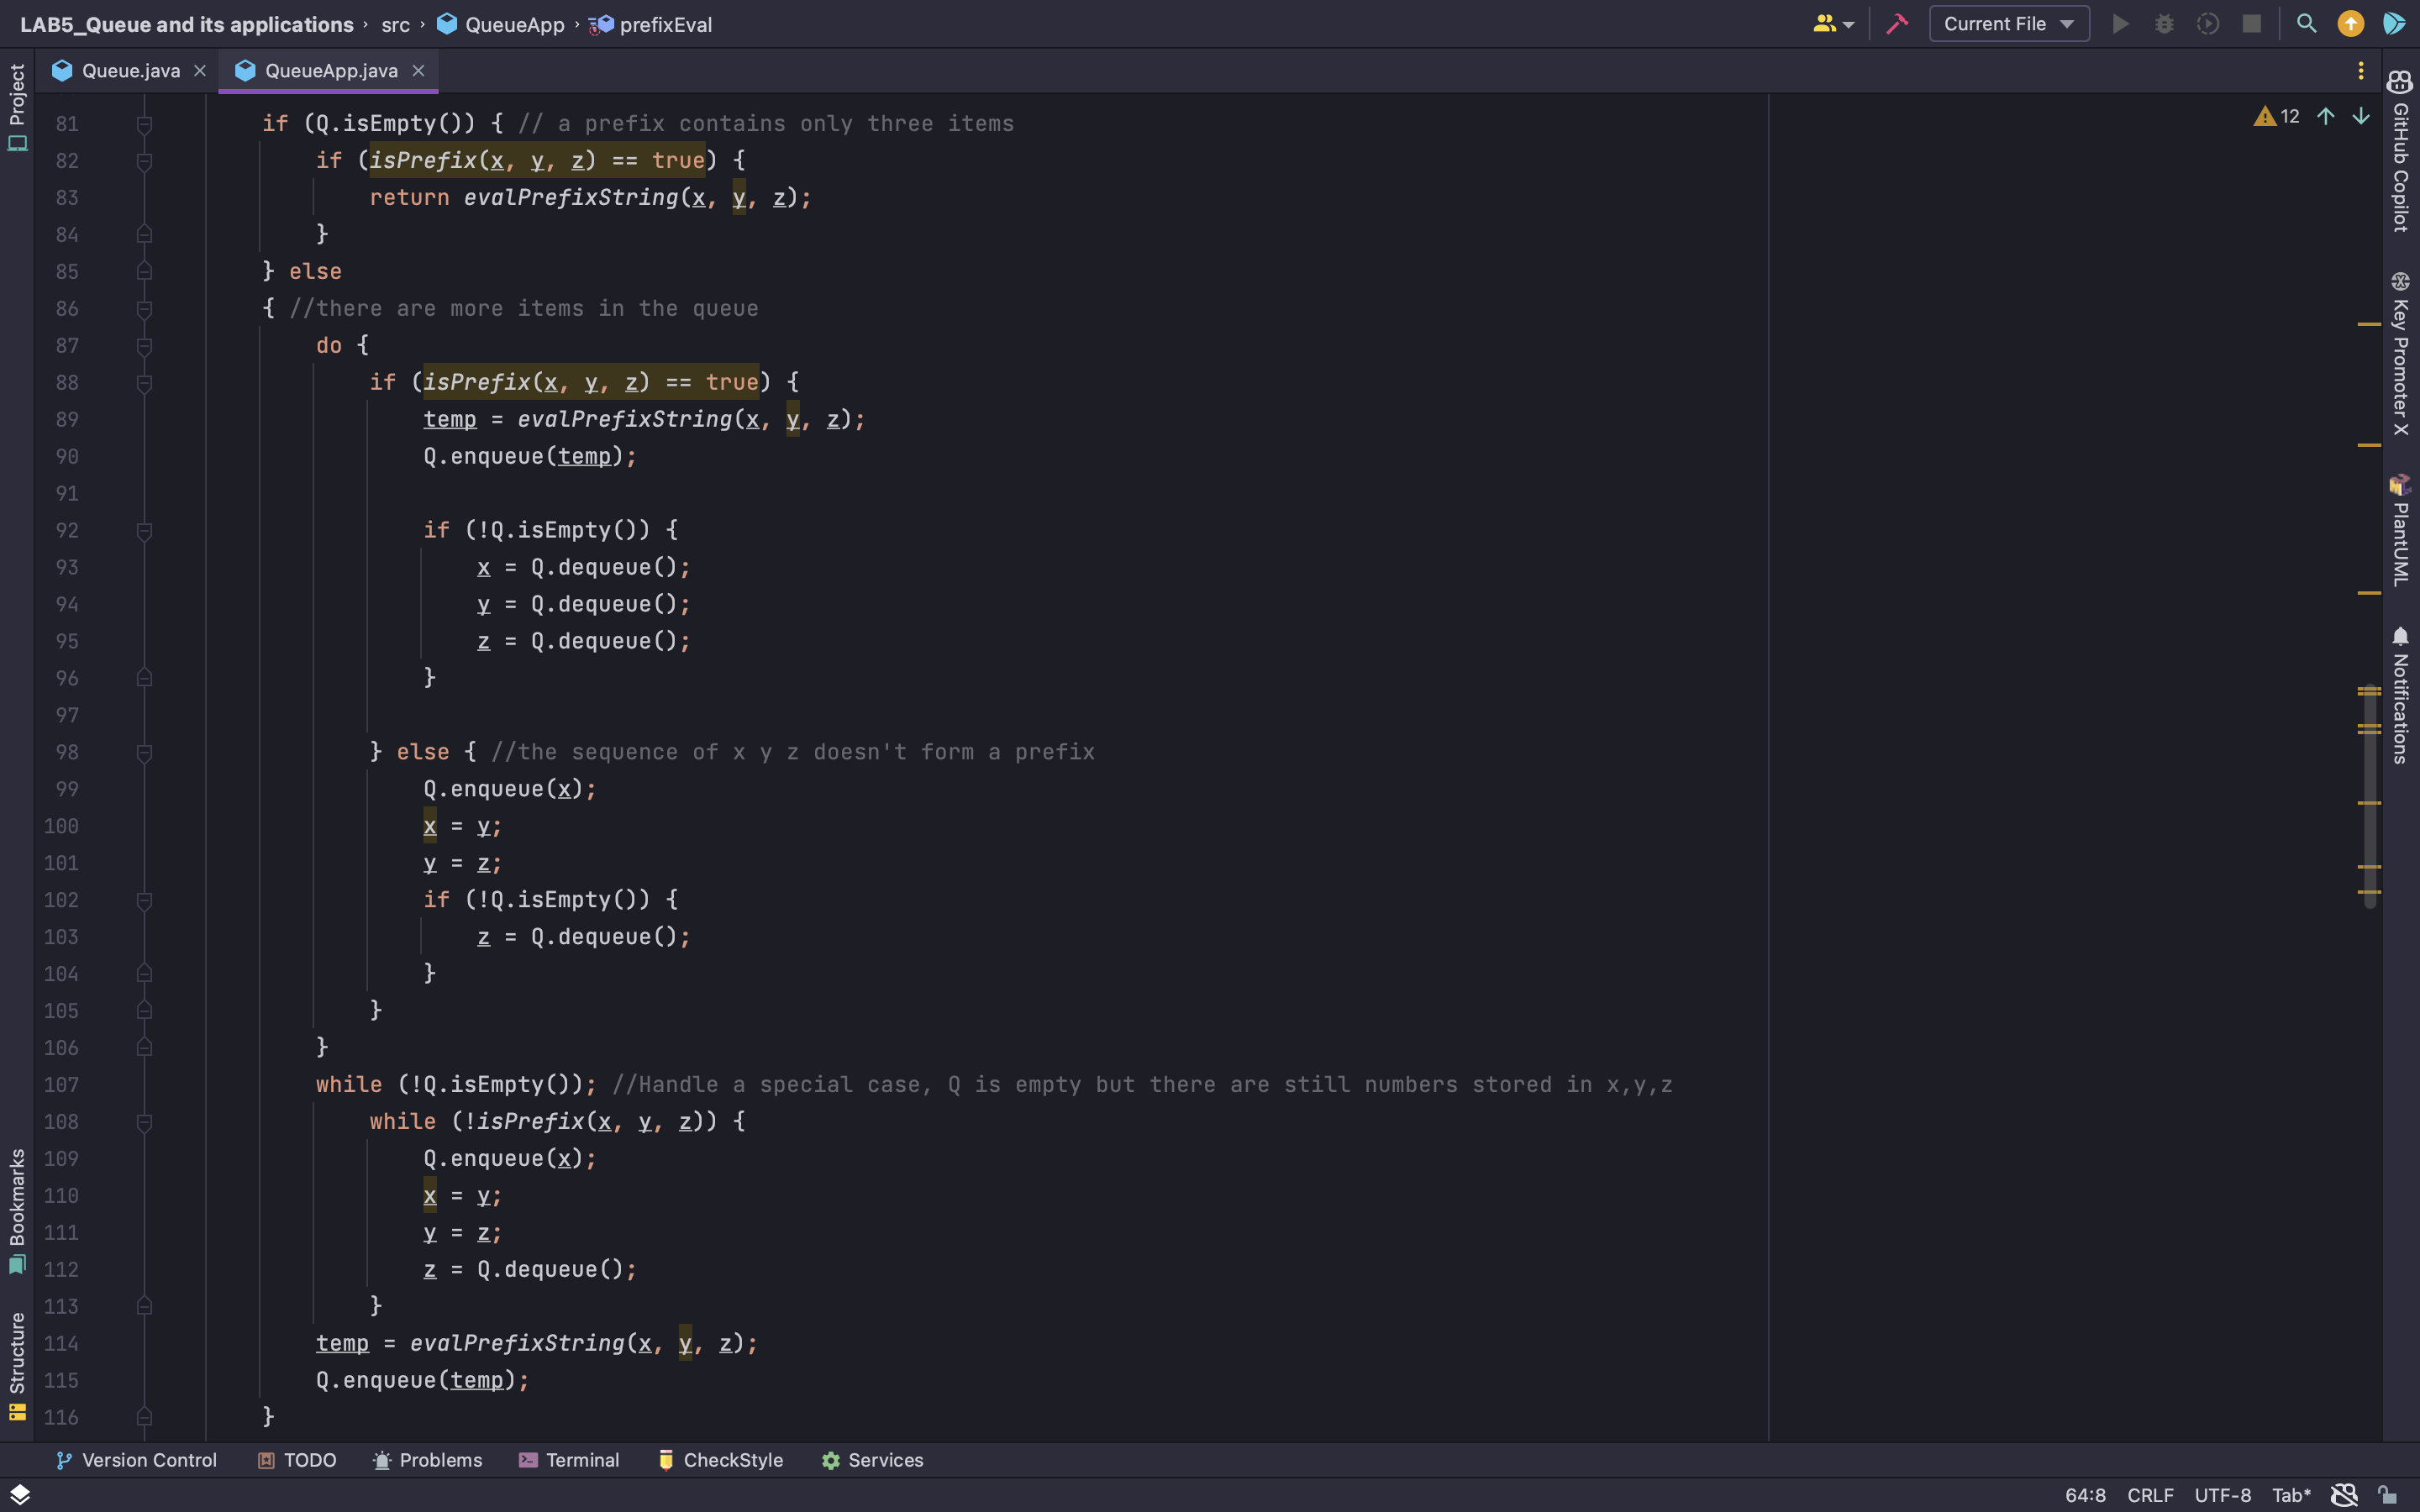 LAB5_Queue and its applications › src › QueueApp › prefixEval
Current File
Queue.java
QueueApp.java
Project
Bookmarks
Structure
12
GitHub Copilot
Key Promoter X
PlantUML
Notifications
81 if (Q.isEmpty()) { // a prefix contains only three items
82 if (isPrefix(x, y, z) == true) {
83 return evalPrefixString(x, y, z);
84 }
85 } else
86 { //there are more items in the queue
87 do {
88 if (isPrefix(x, y, z) == true) {
89 temp = evalPrefixString(x, y, z);
90 Q.enqueue(temp);
91
92 if (!Q.isEmpty()) {
93 x = Q.dequeue();
94 y = Q.dequeue();
95 z = Q.dequeue();
96 }
97
98 } else { //the sequence of x y z doesn't form a prefix
99 Q.enqueue(x);
100 x = y;
101 y = z;
102 if (!Q.isEmpty()) {
103 z = Q.dequeue();
104 }
105 }
106 }
107 while (!Q.isEmpty()); //Handle a special case, Q is empty but there are still numbers stored in x,y,z
108 while (!isPrefix(x, y, z)) {
109 Q.enqueue(x);
110 x = y;
111 y = z;
112 z = Q.dequeue();
113 }
114 temp = evalPrefixString(x, y, z);
115 Q.enqueue(temp);
116 }
Version Control
TODO
Problems
Terminal
CheckStyle
Services
64:8 CRLF UTF-8 Tab*